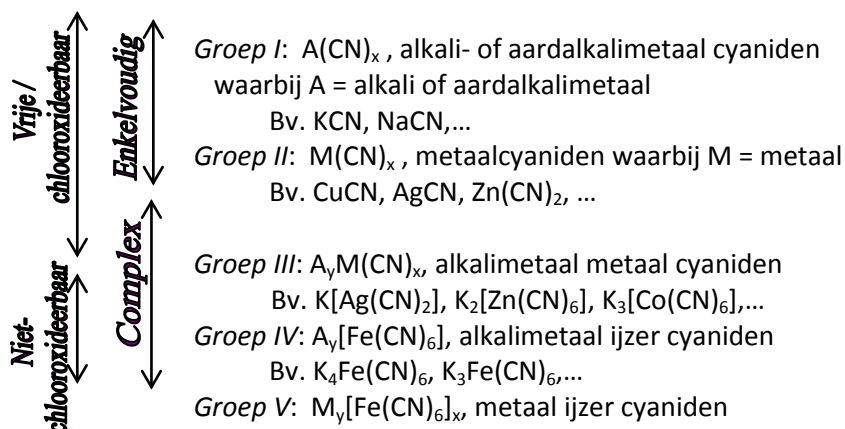 Vrije /
chlooroxideerbaar
Niet-
chlooroxideerbaar
Enkelvoudig
Complex
Groep I: A(CN)ₓ , alkali- of aardalkalimetaal cyaniden
waarbij A = alkali of aardalkalimetaal
Bv. KCN, NaCN,…
Groep II: M(CN)ₓ , metaalcyaniden waarbij M = metaal
Bv. CuCN, AgCN, Zn(CN)₂, …
Groep III: AᵧM(CN)ₓ, alkalimetaal metaal cyaniden
Bv. K[Ag(CN)₂], K₂[Zn(CN)₆], K₃[Co(CN)₆],…
Groep IV: Aᵧ[Fe(CN)₆], alkalimetaal ijzer cyaniden
Bv. K₄Fe(CN)₆, K₃Fe(CN)₆,…
Groep V: Mᵧ[Fe(CN)₆]ₓ, metaal ijzer cyaniden